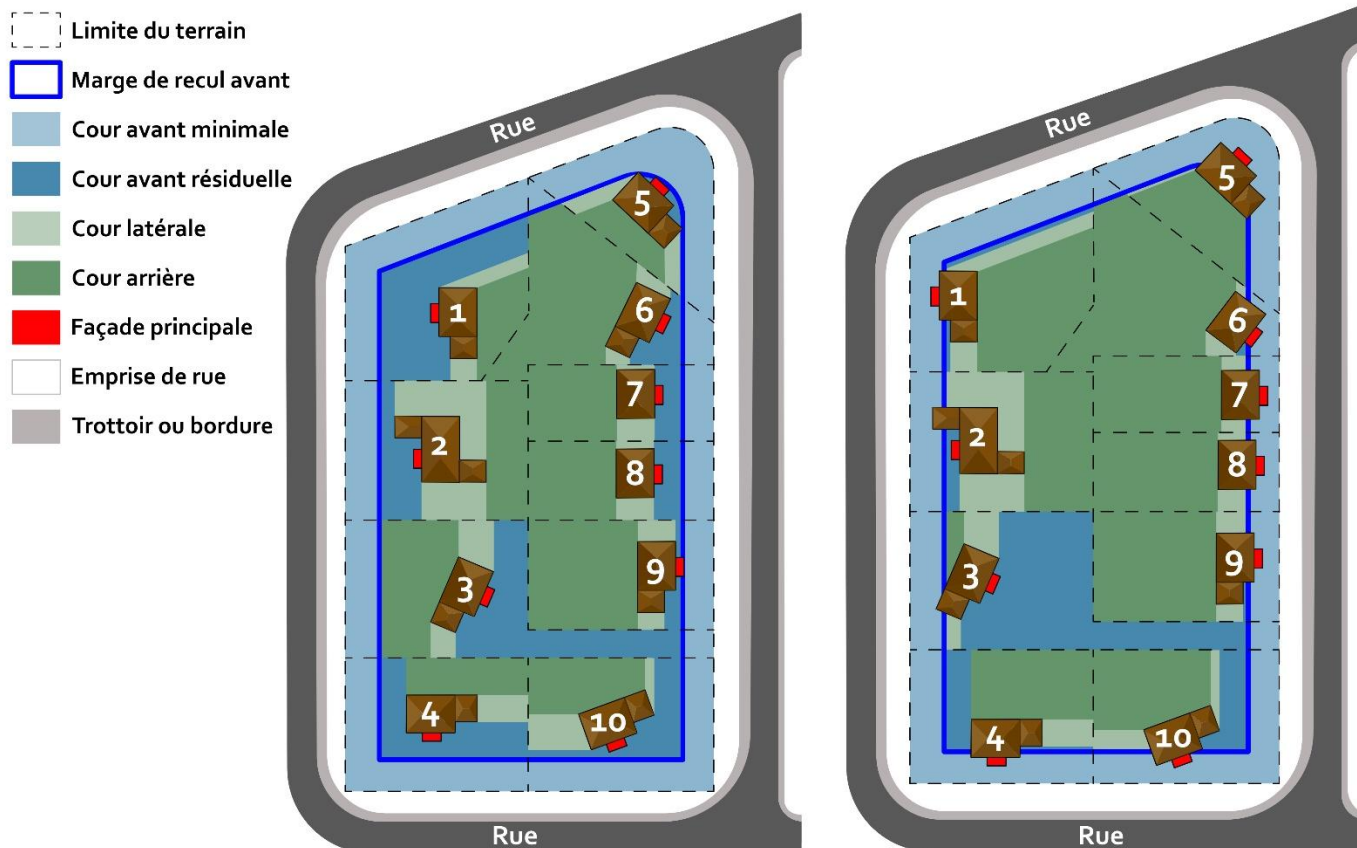 Limite du terrain
Marge de recul avant
Cour avant minimale
Cour avant résiduelle
Cour latérale
Cour arrière
Façade principale
Emprise de rue
Trottoir ou bordure
Rue
5
1
6
7
2
8
3
9
4
10
Rue
Rue
5
1
6
7
2
8
3
9
4
10
Rue